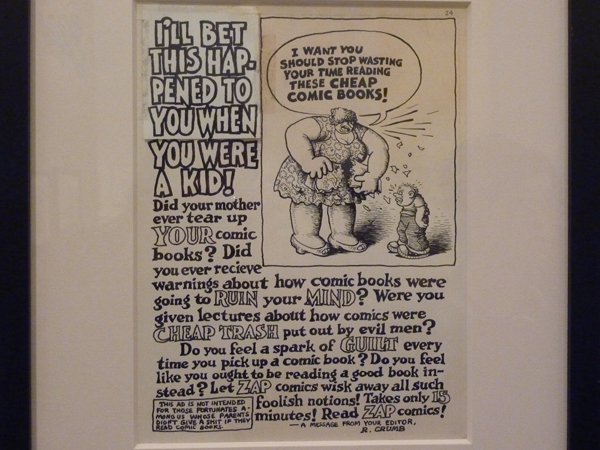 I'LL BET
THIS HAP-
PENED TO
YOU WHEN
YOU WERE
A KID!
24
I WANT YOU
SHOULD STOP WASTING
YOUR TIME READING
THESE CHEAP
COMIC BOOKS!
Did your mother
ever tear up
YOUR comic
books? Did
you ever recieve
warnings about how comic books were
going to RUIN your MIND? Were you
given lectures about how comics were
CHEAP TRASH put out by evil men?
Do you feel a spark of GUILT every
time you pick up a comic book? Do you feel
like you ought to be reading a good book in-
stead? Let ZAP comics wisk away all such
foolish notions! Takes only 15
minutes! Read ZAP comics!
— A MESSAGE FROM YOUR EDITOR,
R. CRUMB
THIS AD IS NOT INTENDED
FOR THOSE FORTUNATES A-
MONG US WHOSE PARENTS
DIDN'T GIVE A SHIT IF THEY
READ COMIC BOOKS.